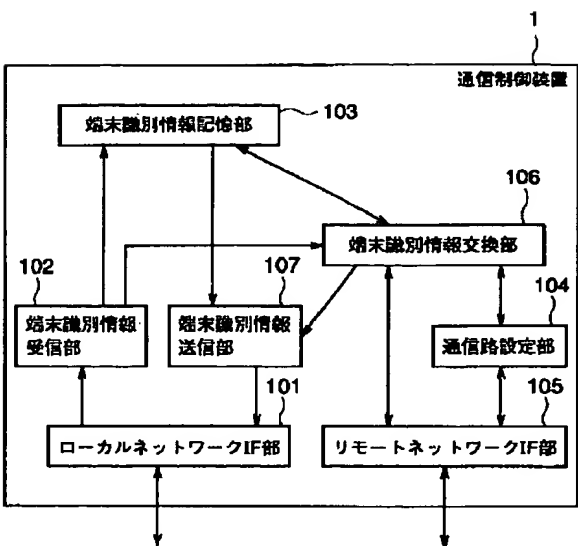 1
通信制御装置
端末識別情報記憶部
103
106
端末識別情報交換部
102
107
104
端末識別情報
受信部
端末識別情報
送信部
通信路設定部
101
105
ローカルネットワークIF部
リモートネットワークIF部